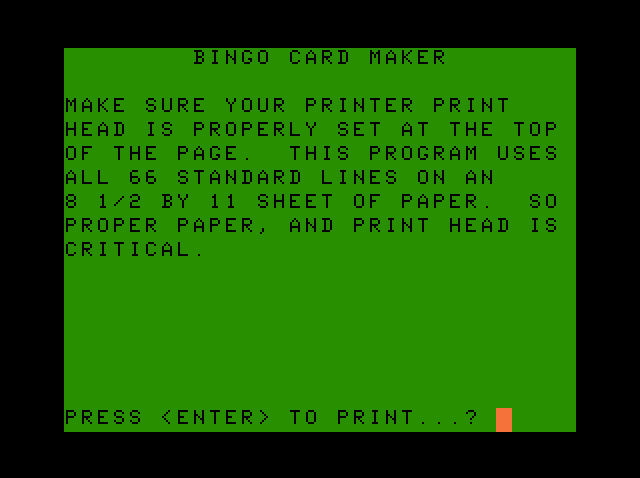 BINGO CARD MAKER
MAKE SURE YOUR PRINTER PRINT
HEAD IS PROPERLY SET AT THE TOP
OF THE PAGE.  THIS PROGRAM USES
ALL 66 STANDARD LINES ON AN
8 1/2 BY 11 SHEET OF PAPER.  SO
PROPER PAPER, AND PRINT HEAD IS
CRITICAL.
PRESS <ENTER> TO PRINT...?